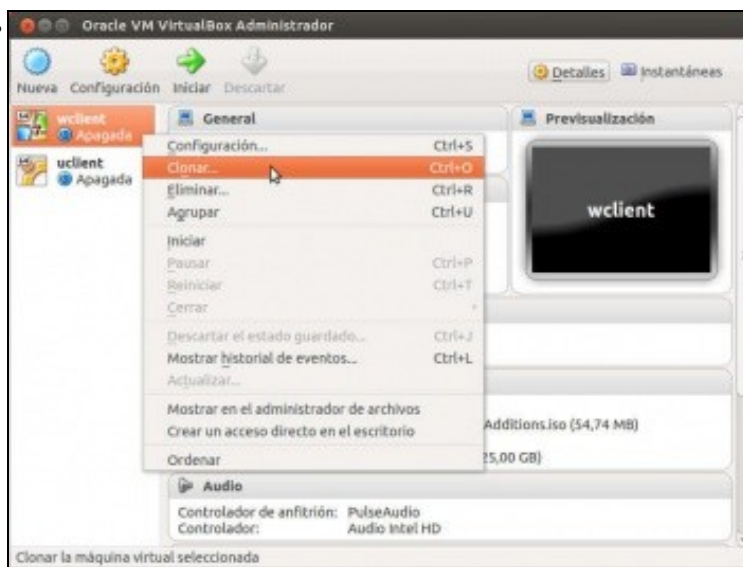 Oracle VM VirtualBox Administrador
Nueva Configuración Iniciar Descartar Detalles Instantáneas
wclient
Apagada
uclient
Apagada
General
Previsualización
wclient
Configuración... Ctrl+S
Clonar... Ctrl+O
Eliminar... Ctrl+R
Agrupar Ctrl+U
Iniciar
Pausar Ctrl+P
Reiniciar Ctrl+T
Cerrar
Descartar el estado guardado... Ctrl+J
Mostrar historial de eventos... Ctrl+L
Actualizar...
Mostrar en el administrador de archivos
Crear un acceso directo en el escritorio
Ordenar
Additions.iso (54,74 MB)
25,00 GB)
Audio
Controlador de anfitrión: PulseAudio
Controlador: Audio Intel HD
Clonar la máquina virtual seleccionada